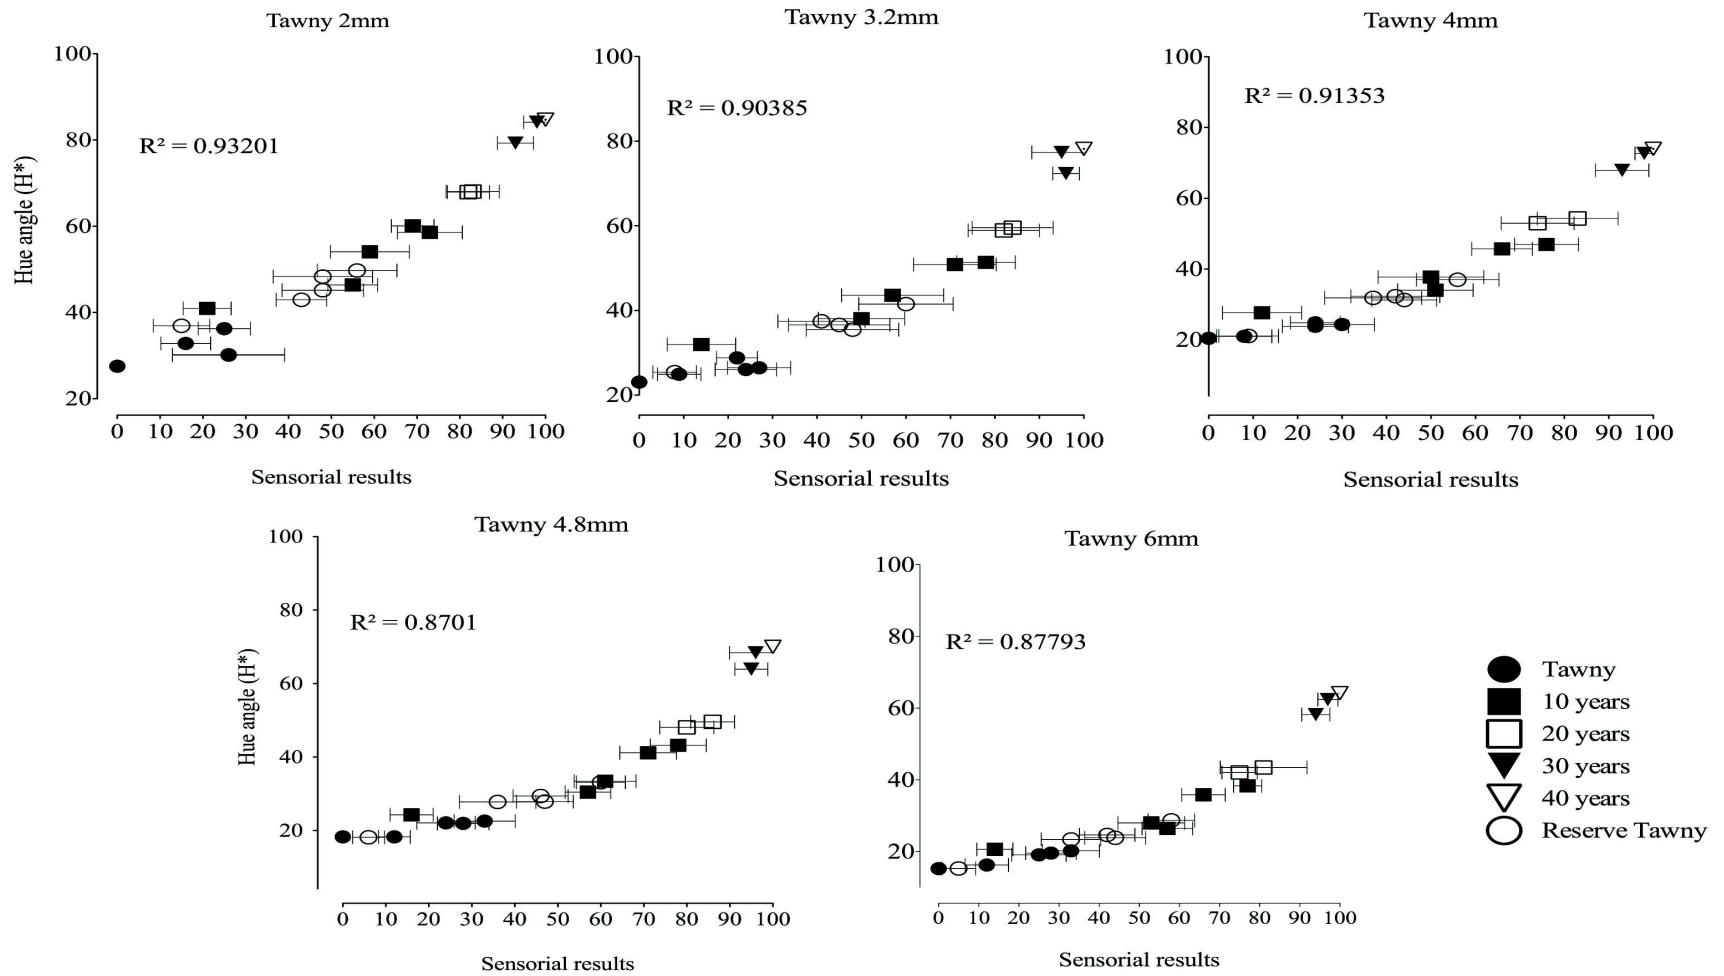 Tawny 2mm
100
80
60
40
20
Hue angle (H*)
R² = 0.93201
0 10 20 30 40 50 60 70 80 90 100
Sensorial results
Tawny 3.2mm
100
80
60
40
20
R² = 0.90385
0 10 20 30 40 50 60 70 80 90 100
Sensorial results
Tawny 4mm
100
80
60
40
20
R² = 0.91353
0 10 20 30 40 50 60 70 80 90 100
Sensorial results
Tawny 4.8mm
100
80
60
40
20
Hue angle (H*)
R² = 0.8701
0 10 20 30 40 50 60 70 80 90 100
Sensorial results
Tawny 6mm
100
80
60
40
20
R² = 0.87793
0 10 20 30 40 50 60 70 80 90 100
Sensorial results
Tawny
10 years
20 years
30 years
40 years
Reserve Tawny